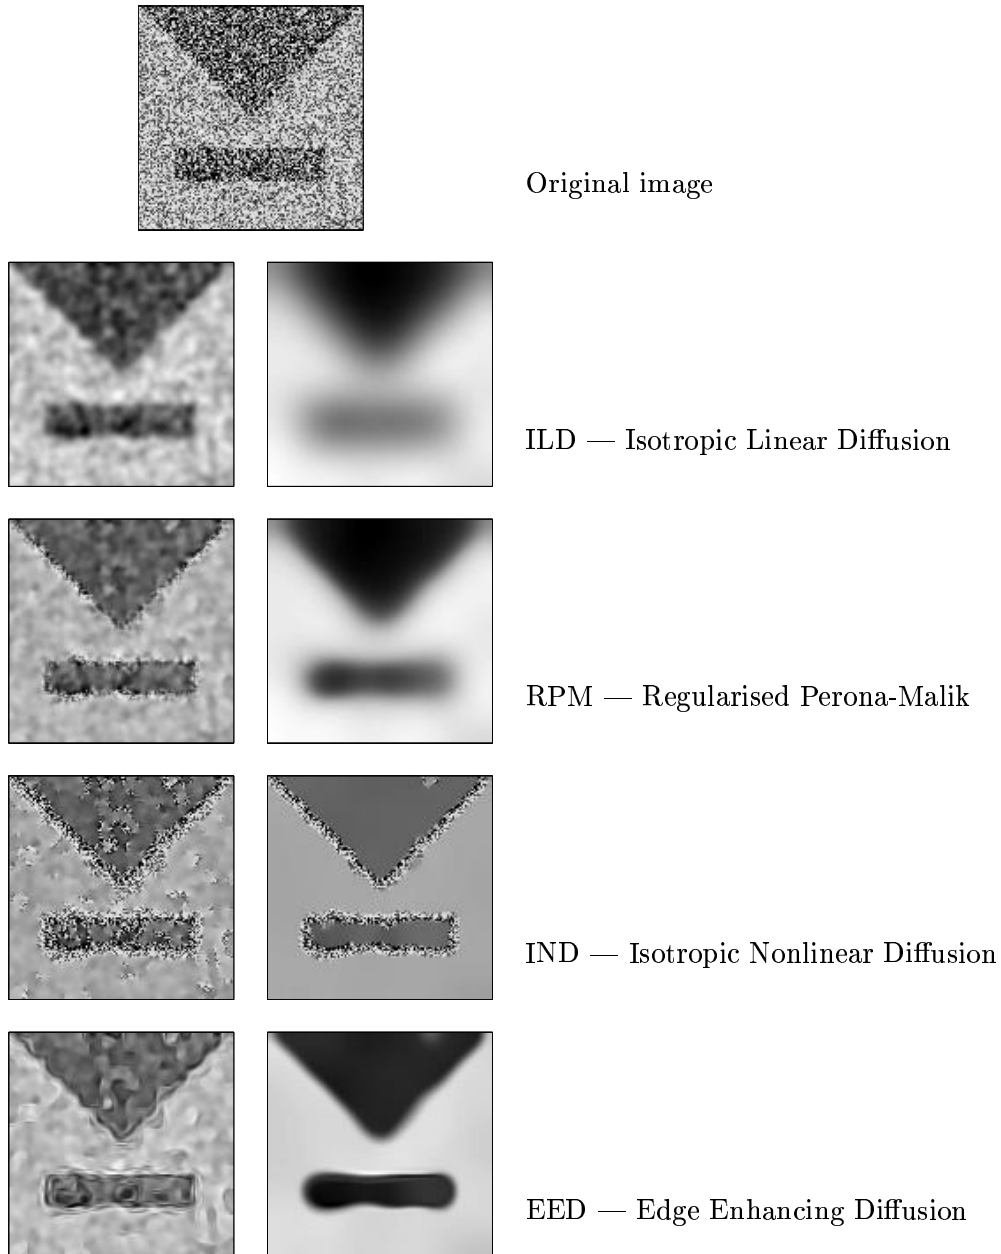 Original image
ILD — Isotropic Linear Diffusion
RPM — Regularised Perona-Malik
IND — Isotropic Nonlinear Diffusion
EED — Edge Enhancing Diffusion